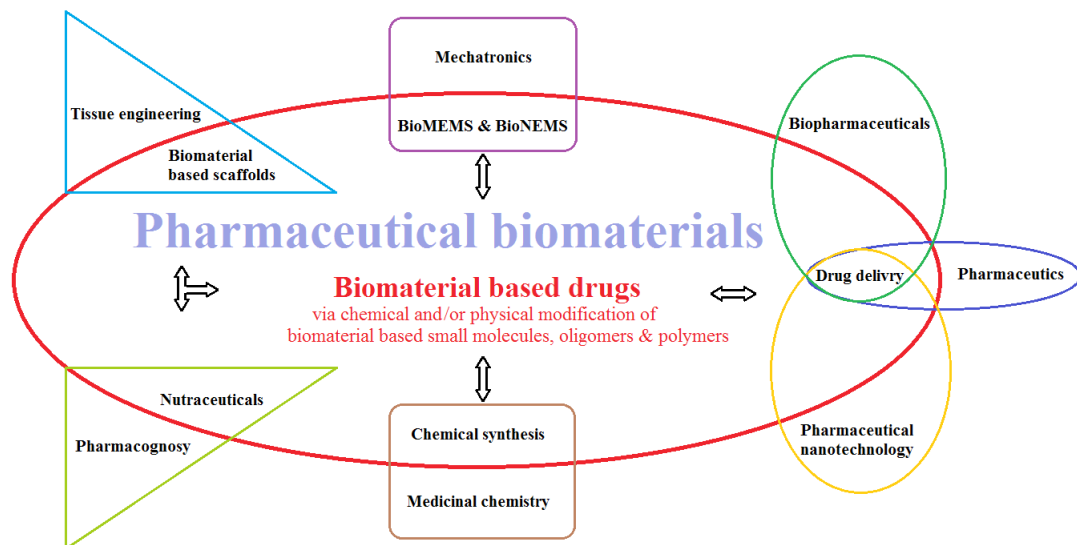 Mechatronics
Tissue engineering
BioMEMS & BioNEMS
Biopharmaceuticals
Biomaterial
based scaffolds
Pharmaceutical biomaterials
Drug delivry
Pharmaceutics
Biomaterial based drugs
via chemical and/or physical modification of
biomaterial based small molecules, oligomers & polymers
Nutraceuticals
Pharmacognosy
Chemical synthesis
Medicinal chemistry
Pharmaceutical
nanotechnology